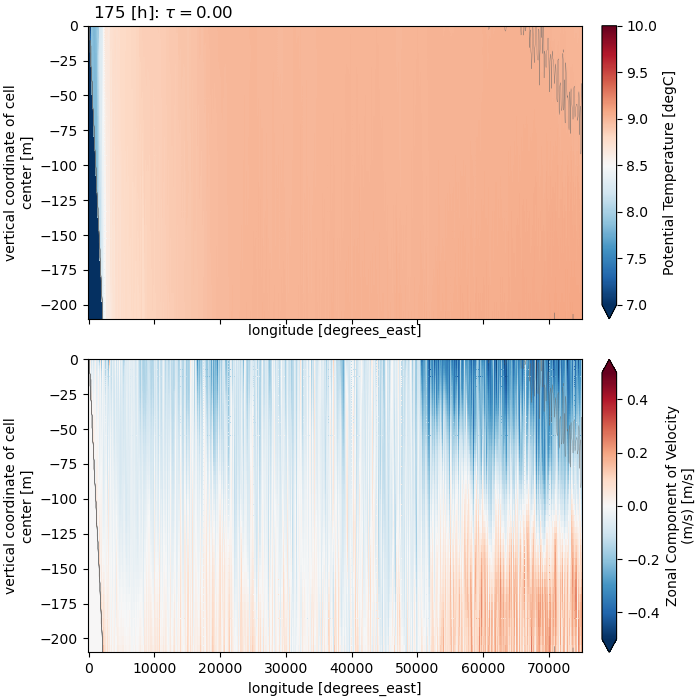 175 [h]: τ = 0.00
0
−25
−50
−75
−100
−125
−150
−175
−200
vertical coordinate of cell
center [m]
longitude [degrees_east]
10.0
9.5
9.0
8.5
8.0
7.5
7.0
Potential Temperature [degC]
0
−25
−50
−75
−100
−125
−150
−175
−200
vertical coordinate of cell
center [m]
0 10000 20000 30000 40000 50000 60000 70000
longitude [degrees_east]
0.4
0.2
0.0
−0.2
−0.4
Zonal Component of Velocity
(m/s) [m/s]